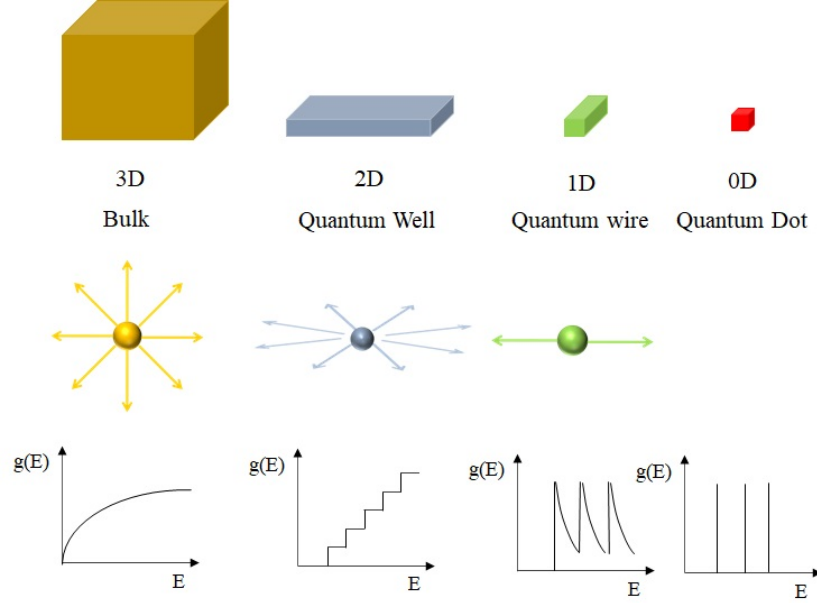 3D
2D
1D
0D
Bulk
Quantum Well
Quantum wire
Quantum Dot
g(E)
g(E)
g(E)
g(E)
E
E
E
E